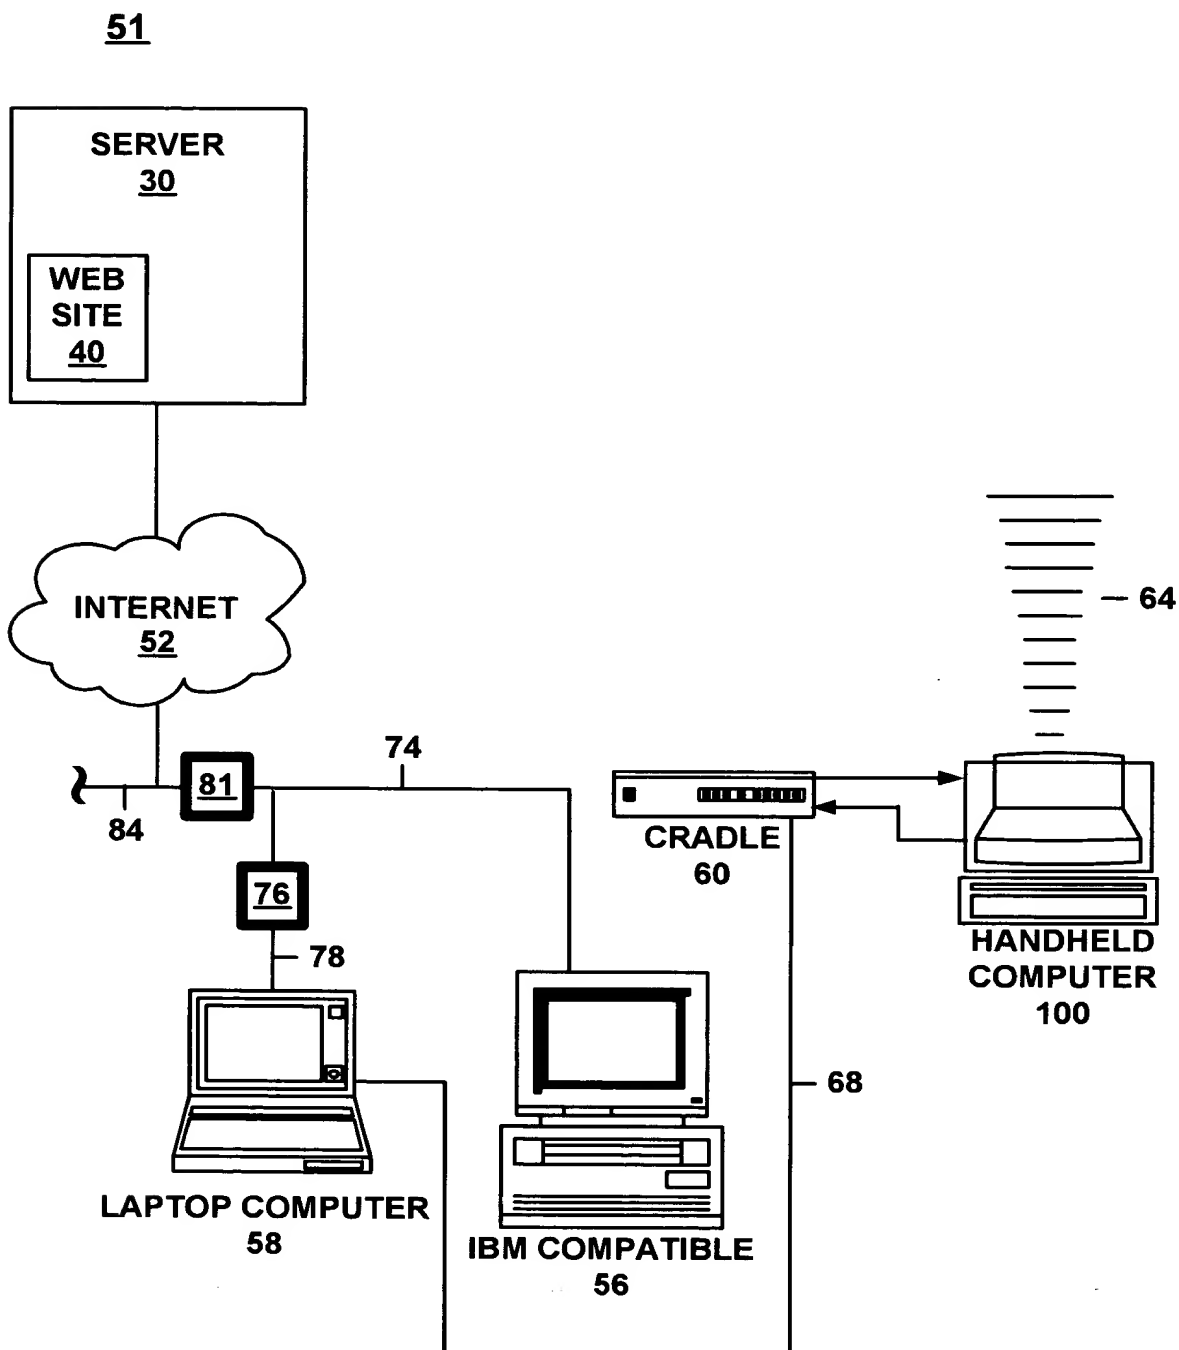 51
SERVER
30
WEB
SITE
40
INTERNET
52
64
74
81
84
CRADLE
60
76
78
HANDHELD
COMPUTER
100
68
LAPTOP COMPUTER
58
IBM COMPATIBLE
56